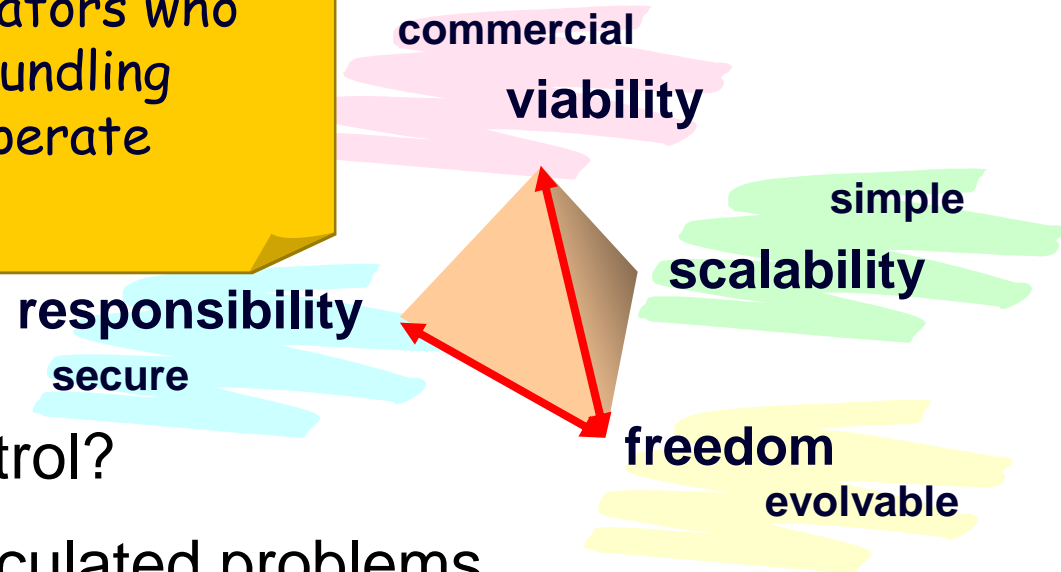 ators who
undling
perate
commercial
viability
simple
scalability
responsibility
secure
freedom
evolvable
trol?
culated problems